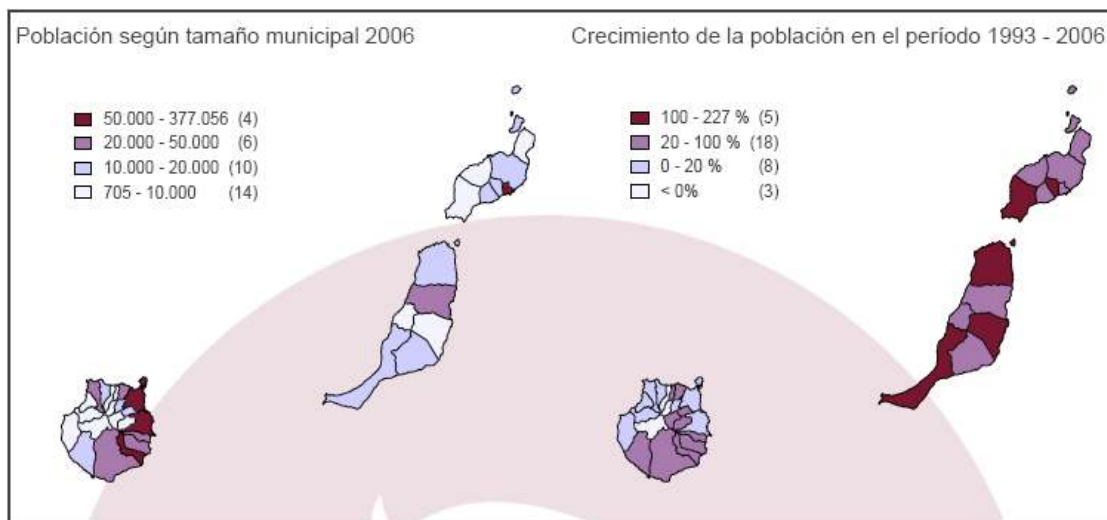 Población según tamaño municipal 2006
50.000 - 377.056 (4)
20.000 - 50.000 (6)
10.000 - 20.000 (10)
705 - 10.000 (14)
Crecimiento de la población en el período 1993 - 2006
100 - 227 % (5)
20 - 100 % (18)
0 - 20 % (8)
< 0% (3)